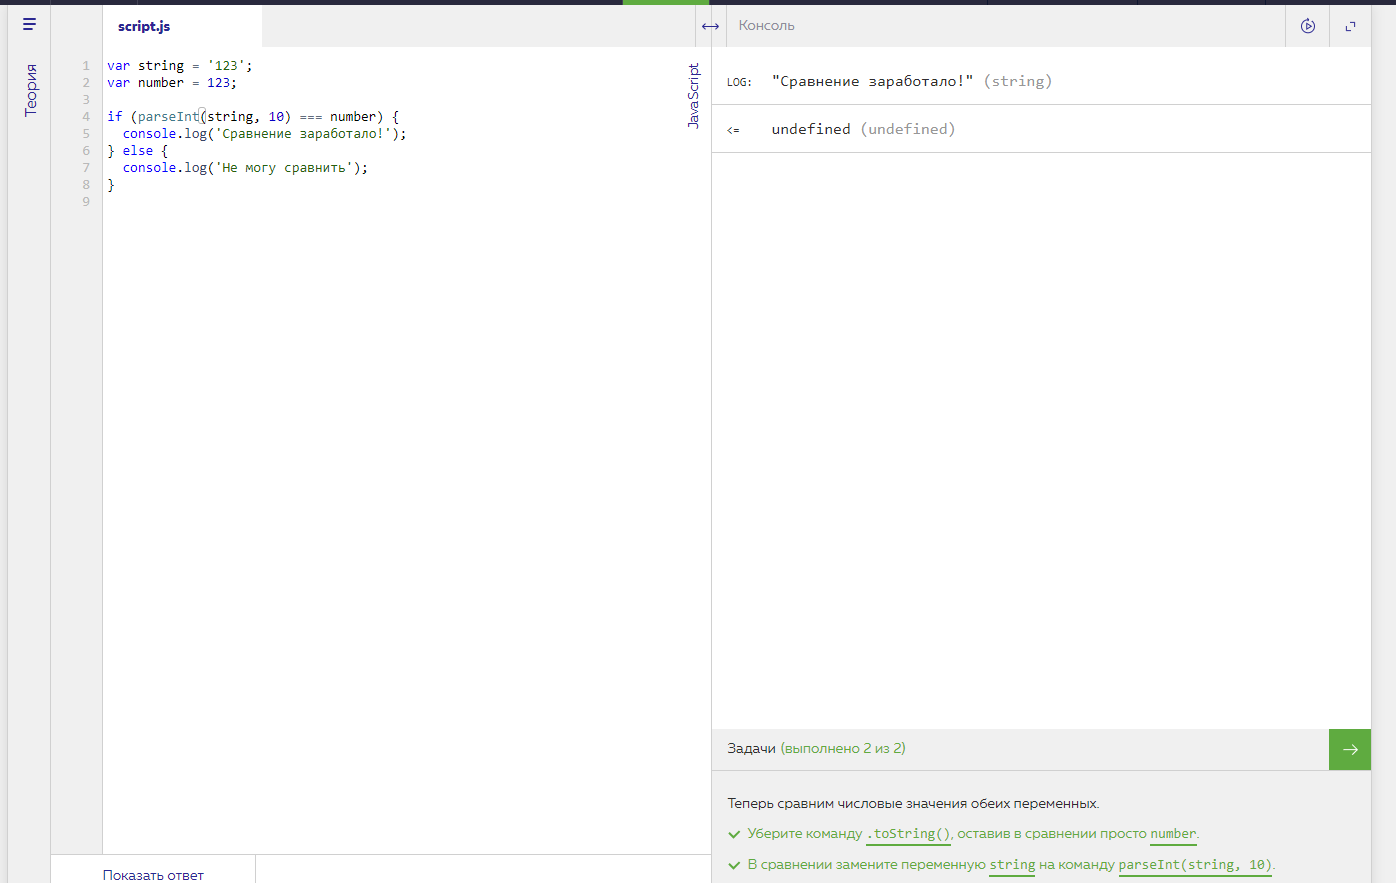 Теория
script.js
1 var string = '123';
2 var number = 123;
3
4 if (parseInt(string, 10) === number) {
5 console.log('Сравнение заработало!');
6 } else {
7 console.log('Не могу сравнить');
8 }
9
JavaScript
Показать ответ
Консоль
LOG: "Сравнение заработало!" (string)
<= undefined (undefined)
Задачи (выполнено 2 из 2)
Теперь сравним числовые значения обеих переменных.
Уберите команду .toString(), оставив в сравнении просто number.
В сравнении замените переменную string на команду parseInt(string, 10).